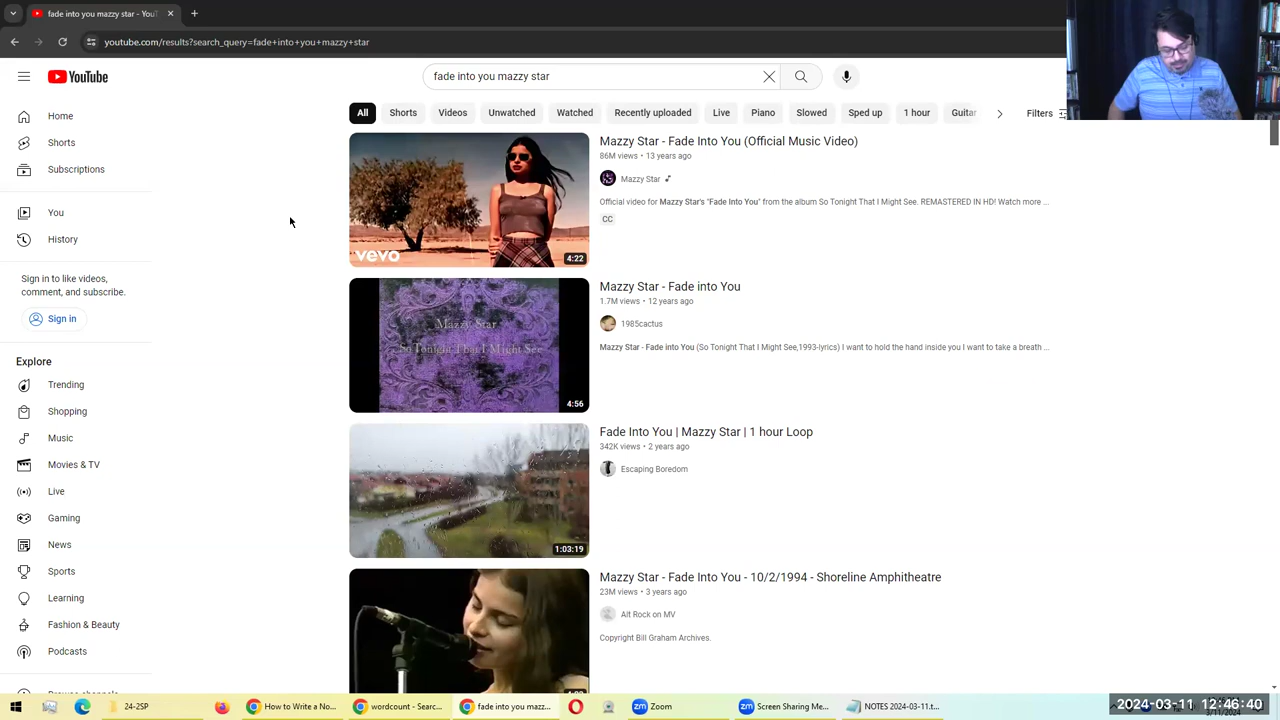 fade into you mazzy star - YouT
youtube.com/results?search_query=fade+into+you+mazzy+star
YouTube
fade into you mazzy star
Home
Shorts
Subscriptions
You
History
Sign in to like videos,
comment, and subscribe.
Sign in
Explore
Trending
Shopping
Music
Movies & TV
Live
Gaming
News
Sports
Learning
Fashion & Beauty
Podcasts
All Shorts Videos Unwatched Watched Recently uploaded Live Piano Slowed Sped up 1 hour Guitar Filters
vevo
4:22
Mazzy Star - Fade Into You (Official Music Video)
86M views • 13 years ago
Mazzy Star
Official video for Mazzy Star's "Fade Into You" from the album So Tonight That I Might See. REMASTERED IN HD! Watch more ...
CC
Mazzy Star
So Tonight That I Might See
4:56
Mazzy Star - Fade into You
1.7M views • 12 years ago
1985cactus
Mazzy Star - Fade into You (So Tonight That I Might See,1993-lyrics) I want to hold the hand inside you I want to take a breath ...
1:03:19
Fade Into You | Mazzy Star | 1 hour Loop
342K views • 2 years ago
Escaping Boredom
Mazzy Star - Fade Into You - 10/2/1994 - Shoreline Amphitheatre
23M views • 3 years ago
Alt Rock on MV
Copyright Bill Graham Archives.
24-2SP
How to Write a No...
wordcount - Searc...
fade into you mazz...
zm Zoom
zm Screen Sharing Me...
NOTES 2024-03-11.t...
2024-03-11 12:46:40